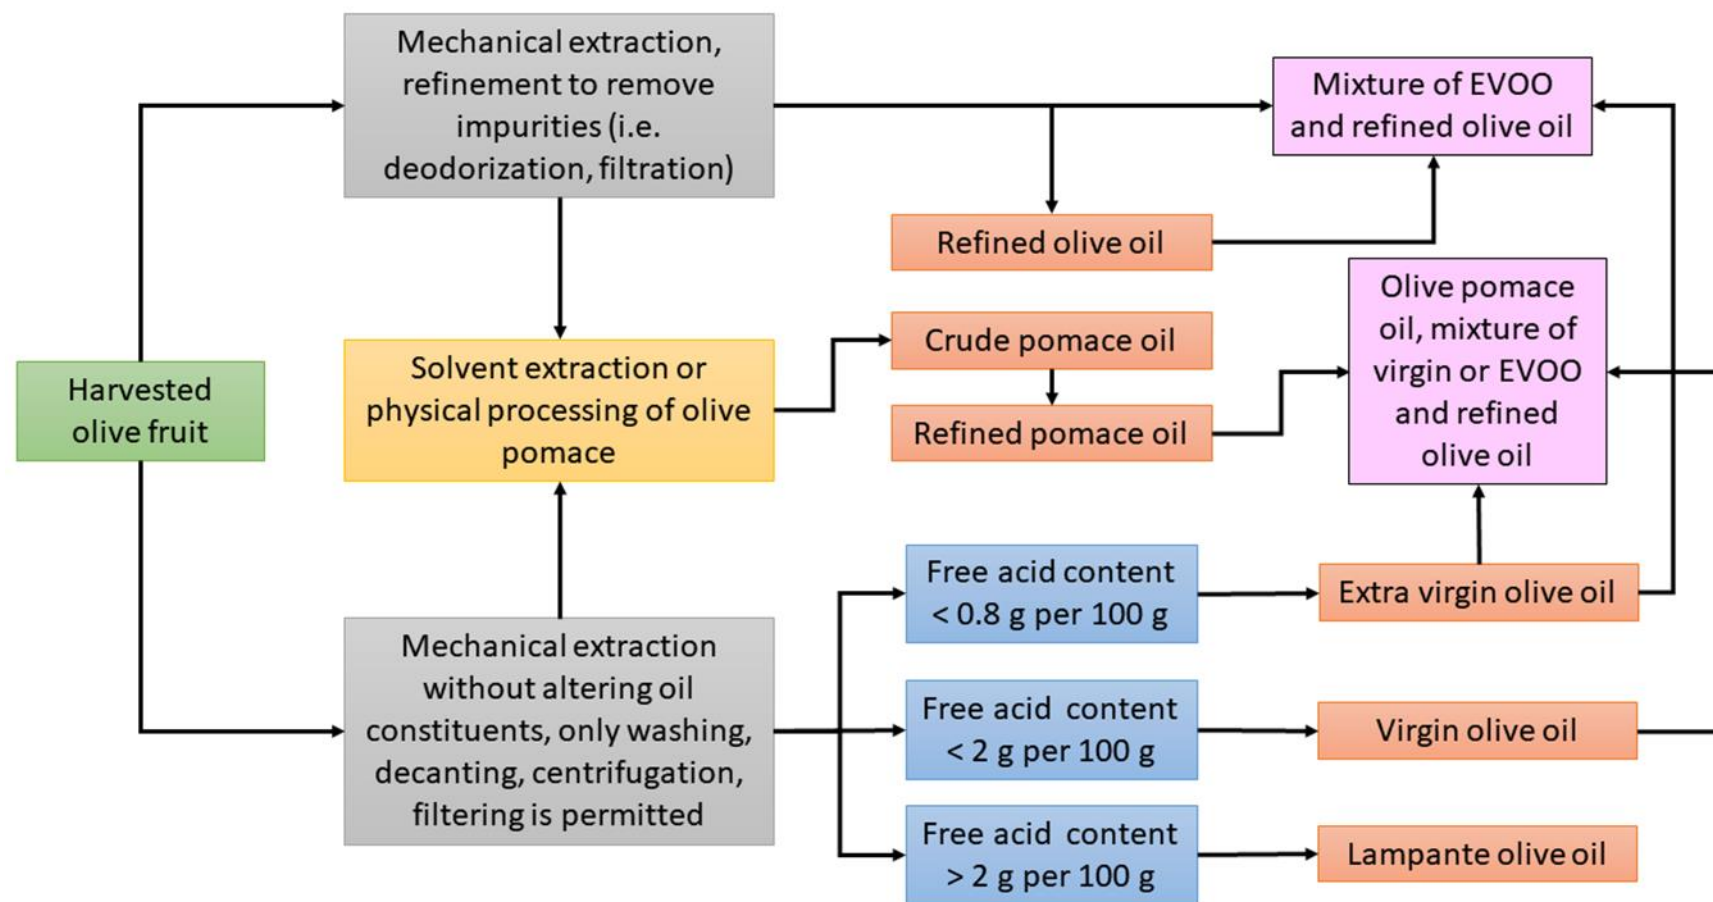 Mechanical extraction,
refinement to remove
impurities (i.e.
deodorization, filtration)
Mixture of EVOO
and refined olive oil
Refined olive oil
Harvested
olive fruit
Solvent extraction or
physical processing of olive
pomace
Crude pomace oil
Refined pomace oil
Olive pomace
oil, mixture of
virgin or EVOO
and refined
olive oil
Mechanical extraction
without altering oil
constituents, only washing,
decanting, centrifugation,
filtering is permitted
Free acid content
< 0.8 g per 100 g
Extra virgin olive oil
Free acid content
< 2 g per 100 g
Virgin olive oil
Free acid content
> 2 g per 100 g
Lampante olive oil